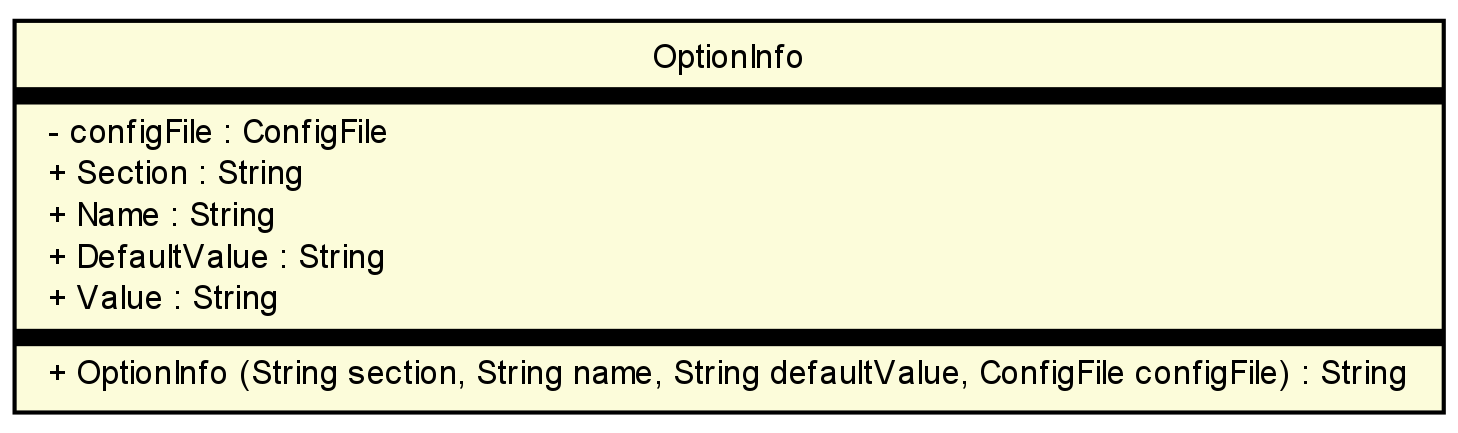 OptionInfo
- configFile : ConfigFile
+ Section : String
+ Name : String
+ DefaultValue : String
+ Value : String
+ OptionInfo (String section, String name, String defaultValue, ConfigFile configFile) : String